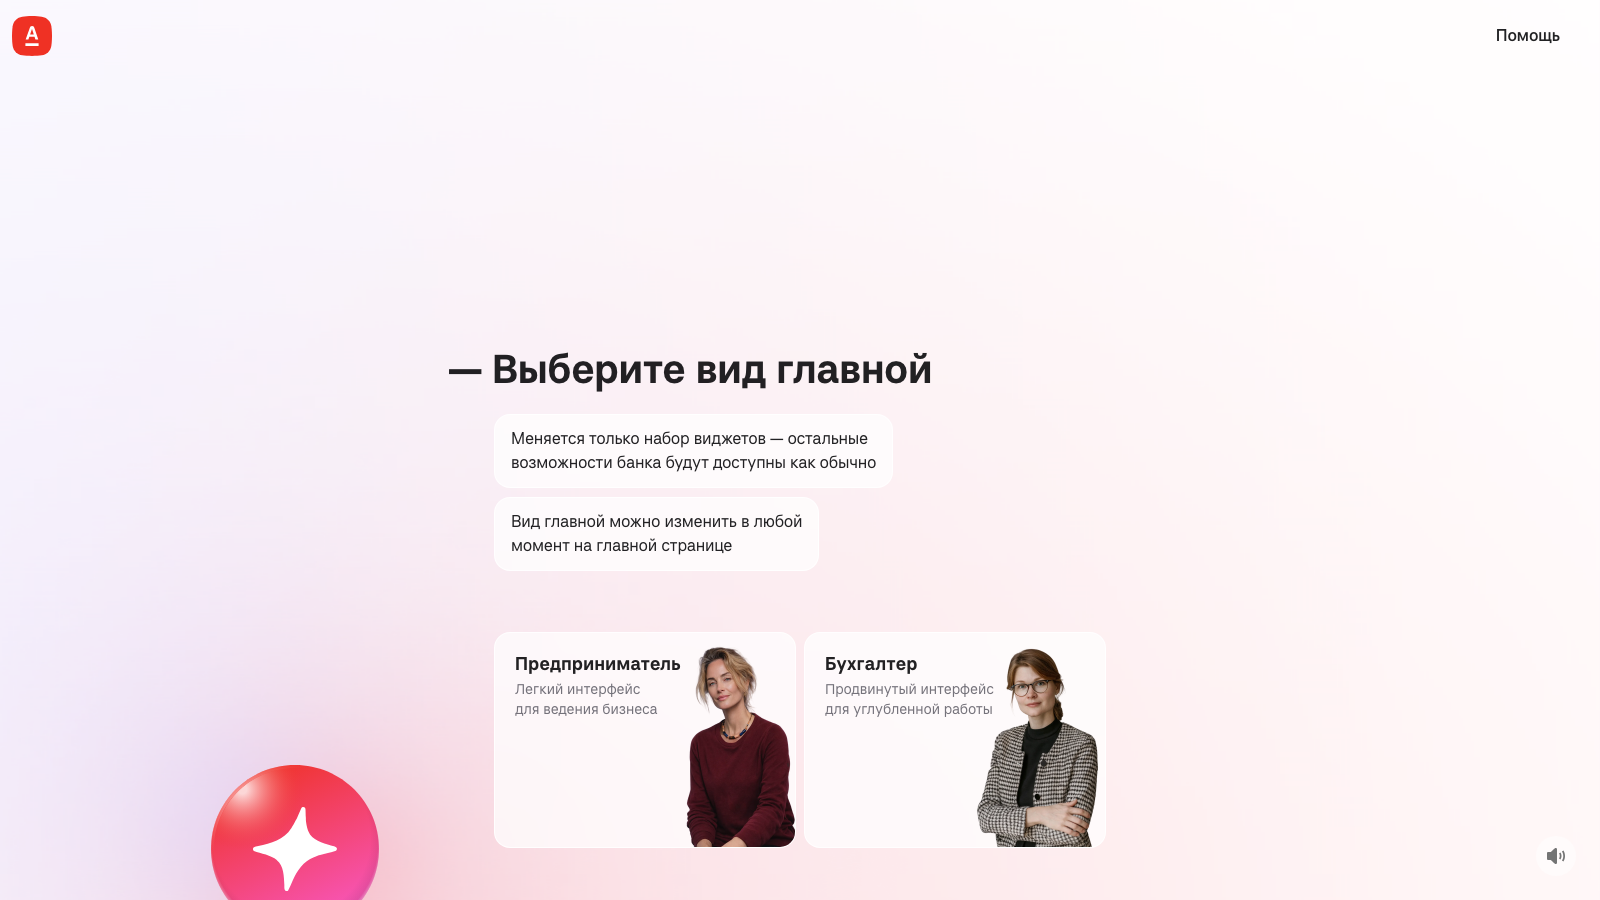 А
Помощь
— Выберите вид главной
Меняется только набор виджетов — остальные
возможности банка будут доступны как обычно
Вид главной можно изменить в любой
момент на главной странице
Предприниматель
Легкий интерфейс
для ведения бизнеса
Бухгалтер
Продвинутый интерфейс
для углубленной работы